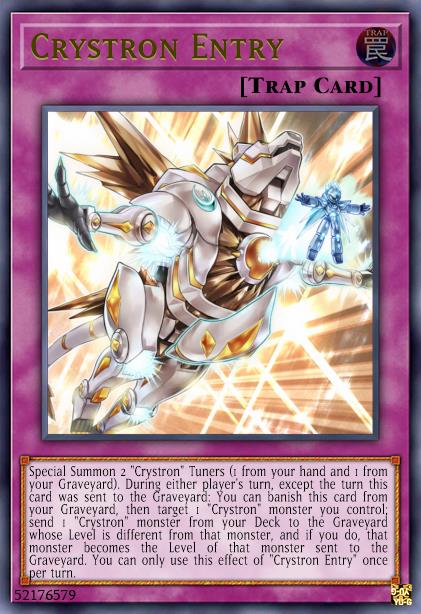 Crystron Entry
TRAP
罠
[Trap Card]
Special Summon 2 "Crystron" Tuners (1 from your hand and 1 from
your Graveyard). During either player's turn, except the turn this
card was sent to the Graveyard: You can banish this card
from your Graveyard, then target 1 "Crystron" monster you control;
send 1 "Crystron" monster from your Deck to the Graveyard
whose Level is different from that monster, and if you do, that
monster becomes the Level of that monster sent to the
Graveyard. You can only use this effect of "Crystron Entry" once
per turn.
52176579